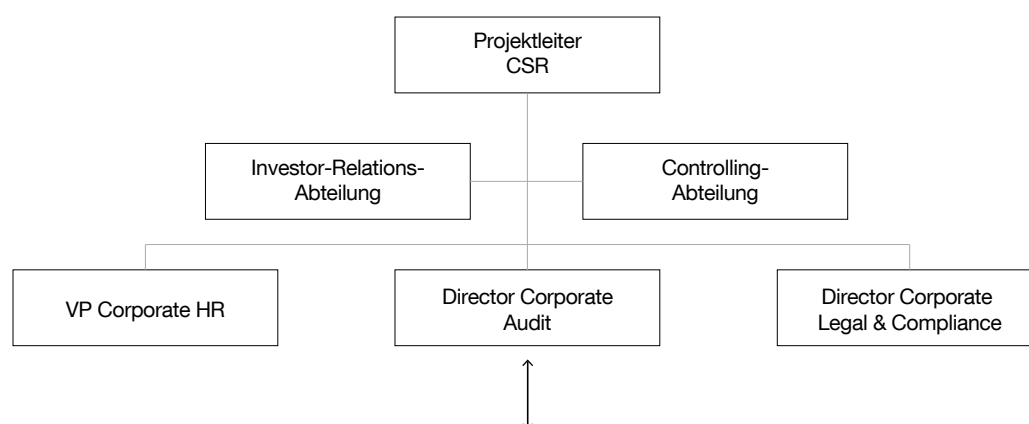 Projektleiter
CSR
Investor-Relations-
Abteilung
Controlling-
Abteilung
VP Corporate HR
Director Corporate
Audit
Director Corporate
Legal & Compliance